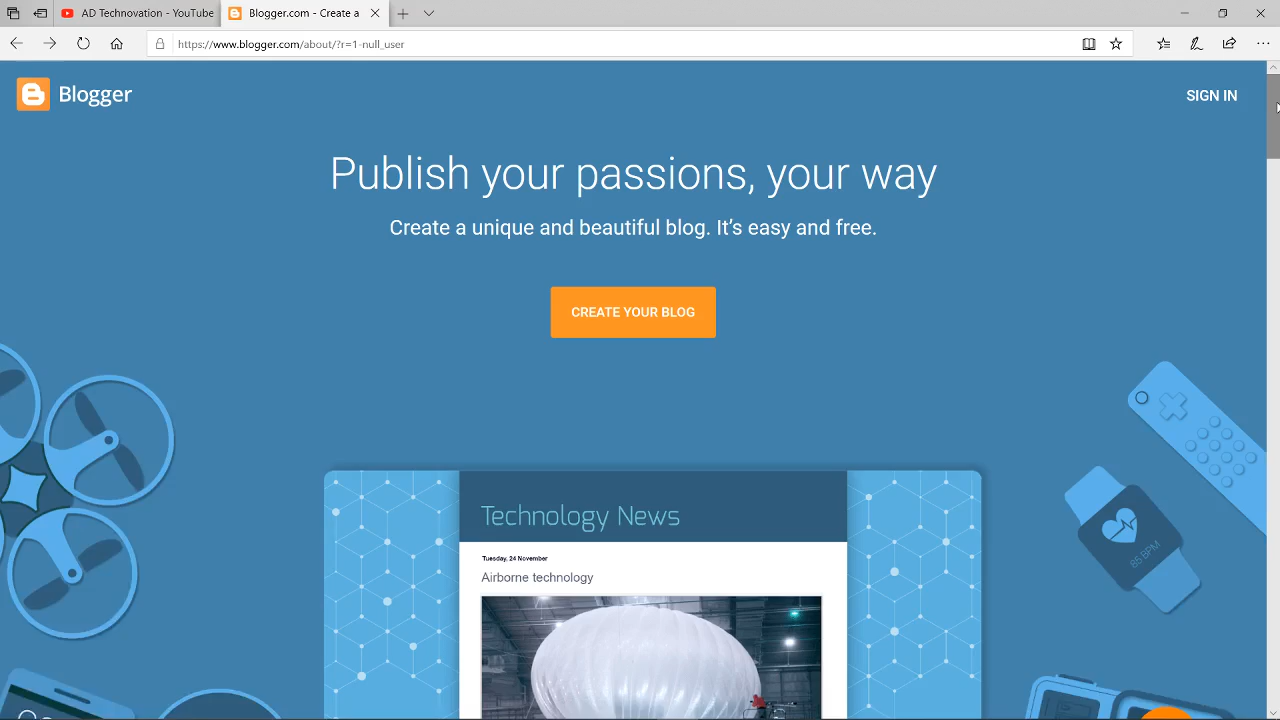 AD Technovation - YouTube
Blogger.com - Create a
https://www.blogger.com/about/?r=1-null_user
Blogger
SIGN IN
Publish your passions, your way
Create a unique and beautiful blog. It's easy and free.
CREATE YOUR BLOG
Technology News
Tuesday, 24 November
Airborne technology
85 BPM